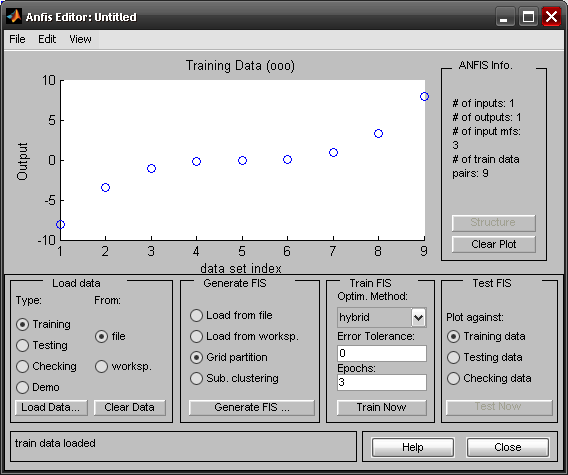 Anfis Editor: Untitled
File Edit View
Training Data (ooo)
10
5
0
-5
-10
Output
1 2 3 4 5 6 7 8 9
data set index
ANFIS Info.
# of inputs: 1
# of outputs: 1
# of input mfs:
3
# of train data
pairs: 9
Structure
Clear Plot
Load data
Type: From:
Training
Testing
Checking
Demo
file
worksp.
Load Data... Clear Data
Generate FIS
Load from file
Load from worksp.
Grid partition
Sub. clustering
Generate FIS ...
Train FIS
Optim. Method:
hybrid
Error Tolerance:
0
Epochs:
3
Train Now
Test FIS
Plot against:
Training data
Testing data
Checking data
Test Now
train data loaded
Help Close